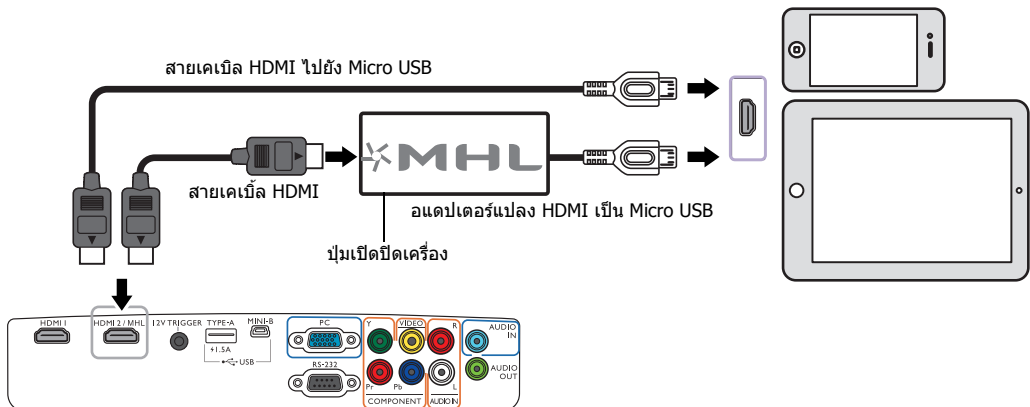 สายเคเบิล HDMI ไปยัง Micro USB
MHL
สายเคเบิ้ล HDMI
อแดปเตอร์แปลง HDMI เป็น Micro USB
ปุ่มเปิดปิดเครื่อง
HDMI 1
HDMI 2 / MHL
12V TRIGGER
TYPE-A
MINI-B
1.5A
USB
PC
RS-232
Y
VIDEO
R
AUDIO IN
Pr
Pb
L
AUDIO OUT
COMPONENT
AUDIO IN